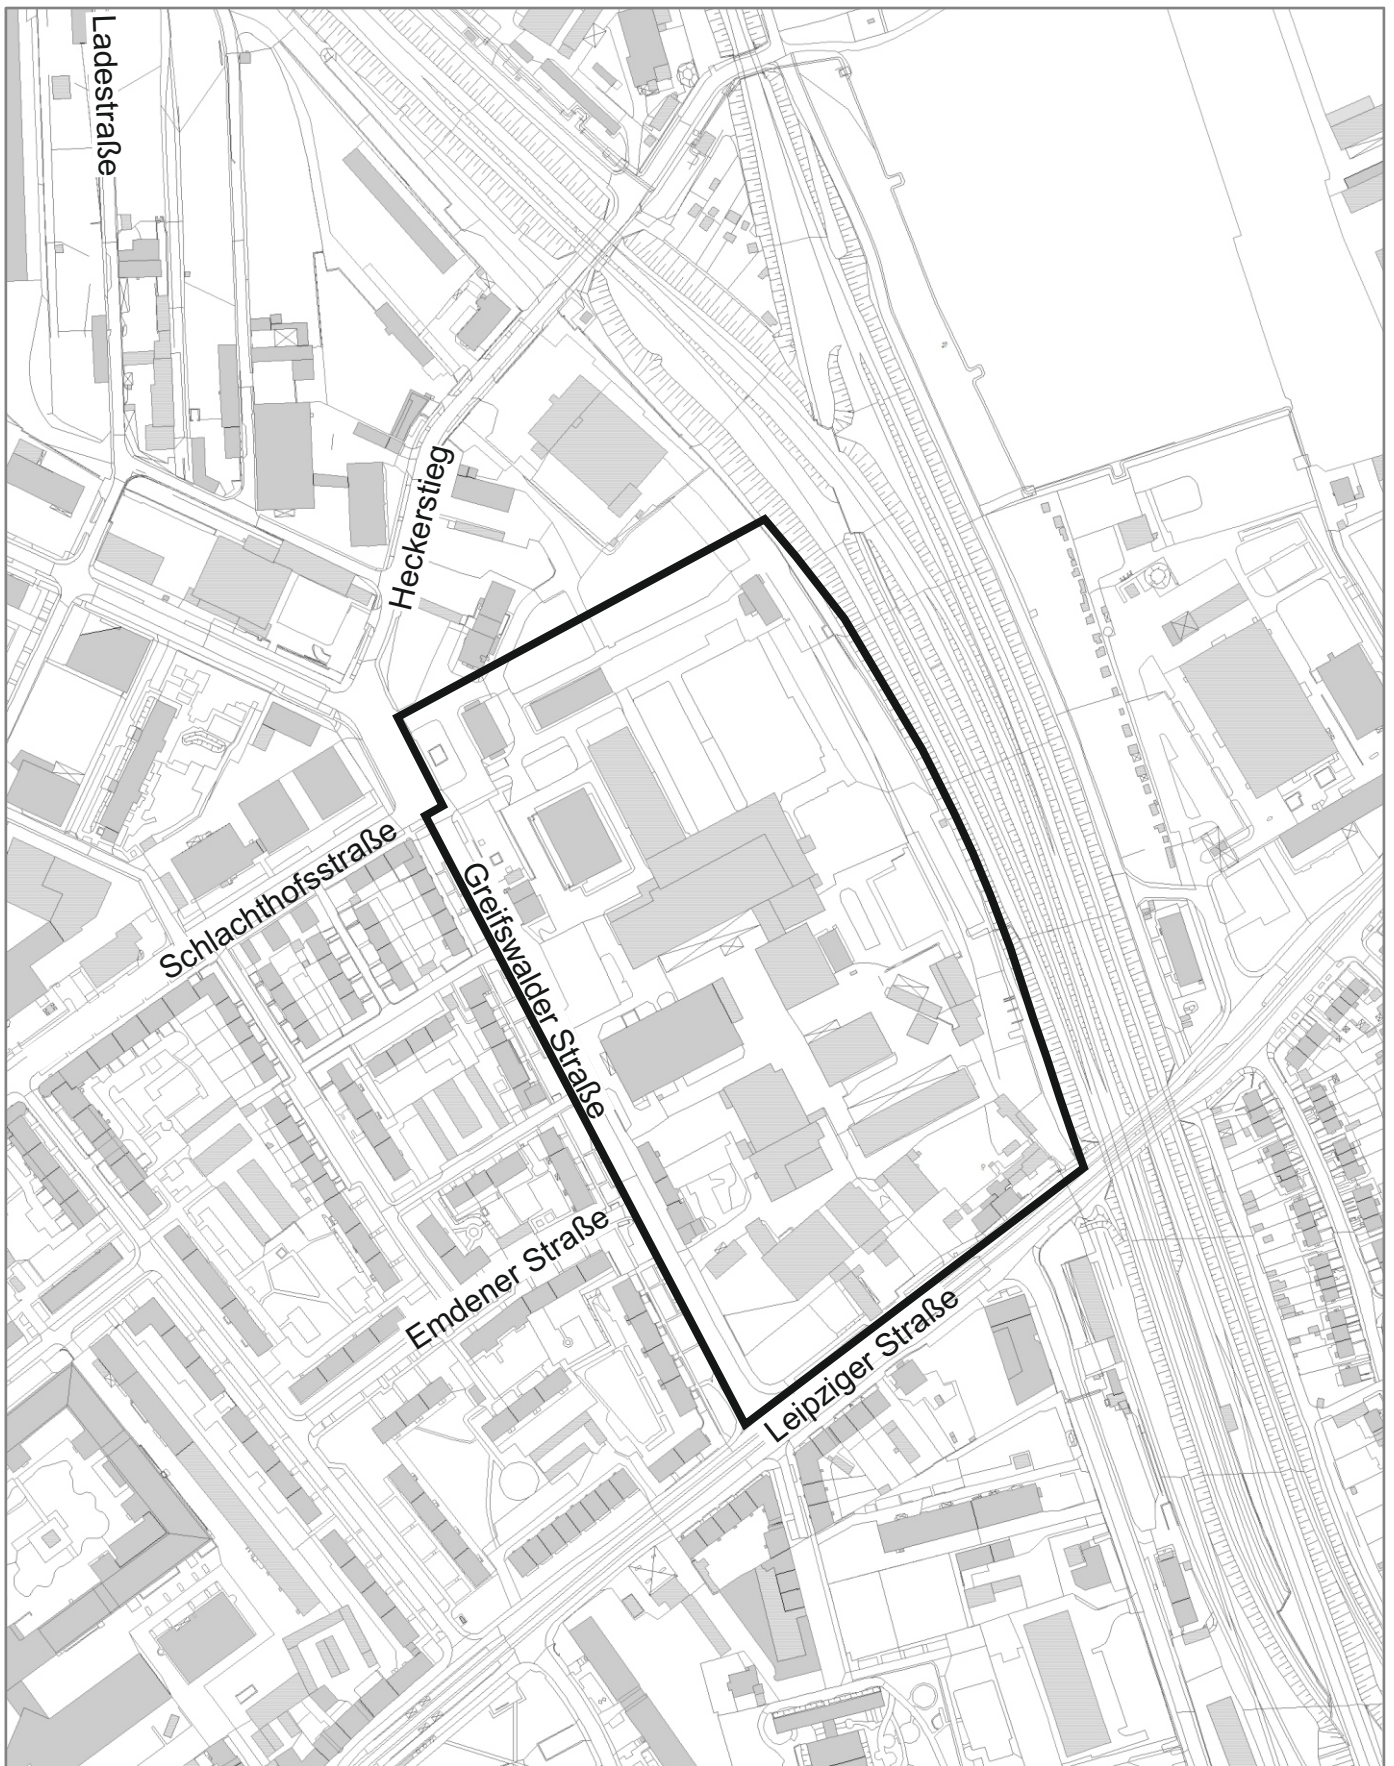 Ladestraße
Heckerstieg
Schlachthofsstraße
Greifswalder Straße
Emdener Straße
Leipziger Straße